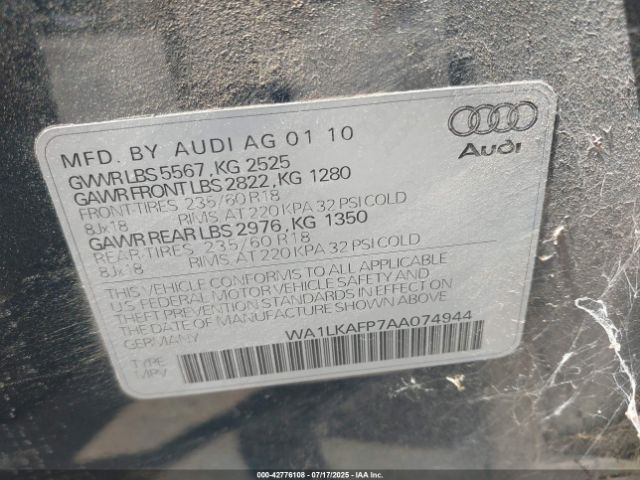 MFD. BY AUDI AG 01 10
GVWR LBS 5567, KG 2525
GAWR FRONT LBS 2822, KG 1280
FRONT-TIRES, 235/60 R18
8Jx18 RIMS, AT 220 KPA 32 PSI COLD
GAWR REAR LBS 2976, KG 1350
REAR-TIRES, 235/60 R18
8Jx18 RIMS, AT 220 KPA 32 PSI COLD
THIS VEHICLE CONFORMS TO ALL APPLICABLE
U.S. FEDERAL MOTOR VEHICLE SAFETY AND
THEFT PREVENTION STANDARDS IN EFFECT ON
THE DATE OF MANUFACTURE SHOWN ABOVE.
GERMANY
WA1LKAFP7AA074944
TYPE:
MPV
Audi
000-42776108 - 07/17/2025 - IAA Inc.